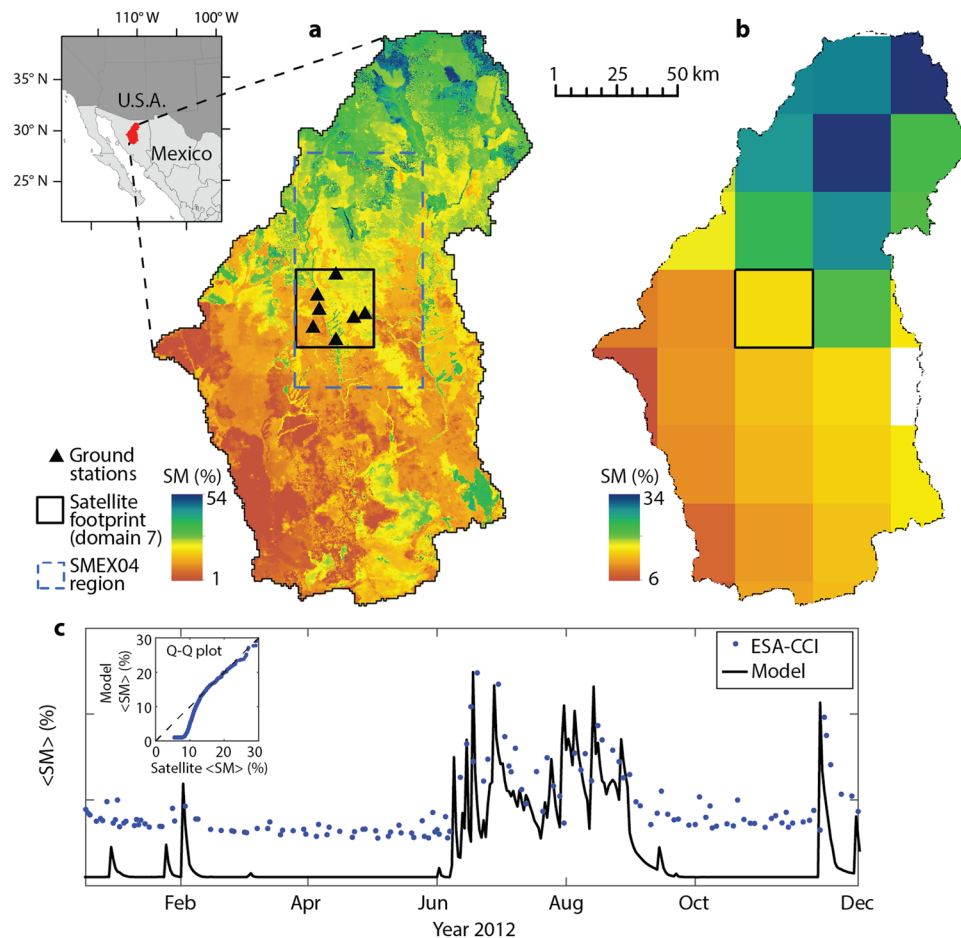 110° W 100° W
35° N
30° N
25° N
U.S.A.
Mexico
a
1 25 50 km
b
Ground
stations
Satellite
footprint
(domain 7)
SMEX04
region
SM (%)
54
1
SM (%)
34
6
c
<SM> (%)
Q-Q plot
Model
<SM> (%)
30
20
10
0
0 10 20 30
Satellite <SM> (%)
ESA-CCI
Model
Feb Apr Jun Aug Oct Dec
Year 2012